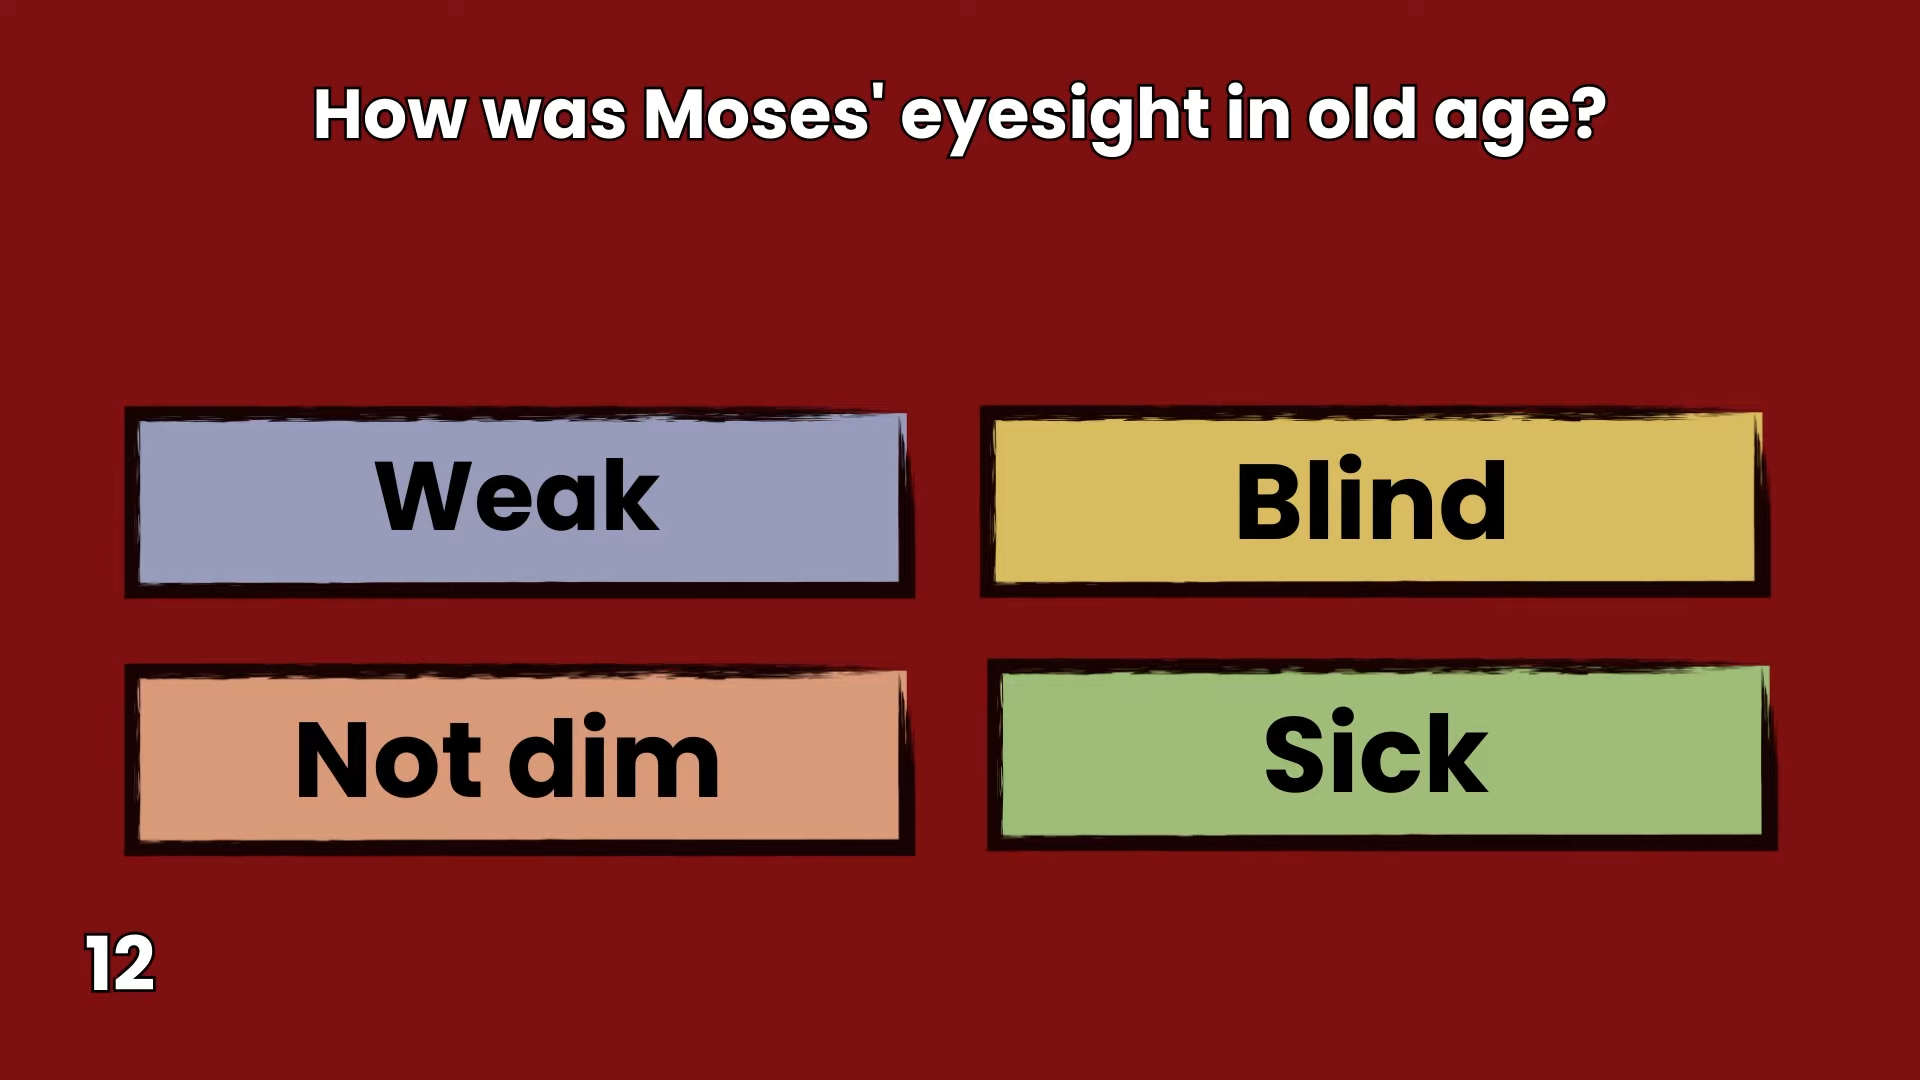 How was Moses' eyesight in old age?
Weak
Blind
Not dim
Sick
12